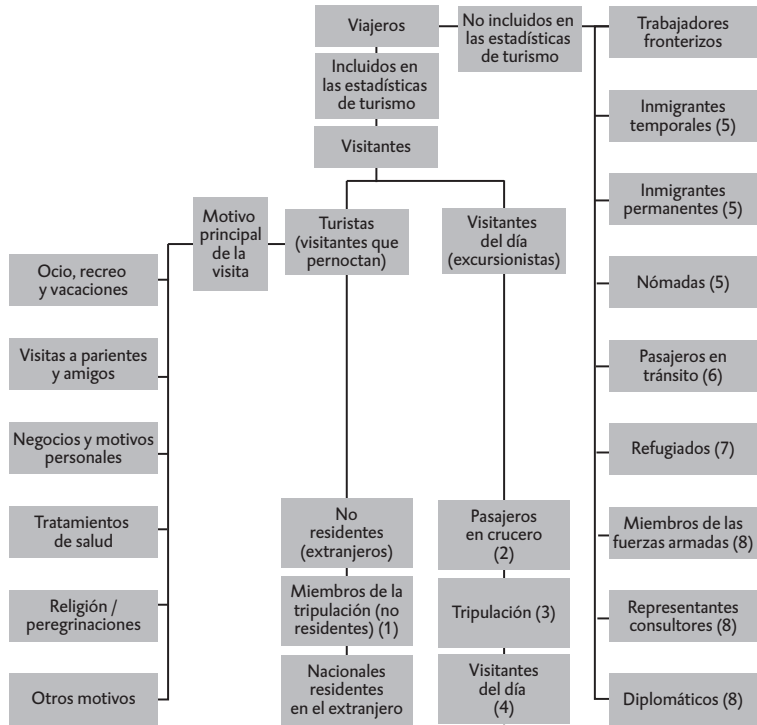 Viajeros
No incluidos en
las estadísticas
de turismo
Trabajadores
fronterizos
Incluidos en
las estadísticas
de turismo
Visitantes
Inmigrantes
temporales (5)
Inmigrantes
permanentes (5)
Nómadas (5)
Pasajeros en
tránsito (6)
Refugiados (7)
Miembros de las
fuerzas armadas (8)
Representantes
consultores (8)
Diplomáticos (8)
Motivo
principal
de la
visita
Turistas
(visitantes que
pernoctan)
Visitantes
del día
(excursionistas)
Ocio, recreo
y vacaciones
Visitas a parientes
y amigos
Negocios y motivos
personales
Tratamientos
de salud
Religión /
peregrinaciones
Otros motivos
No
residentes
(extranjeros)
Miembros de la
tripulación (no
residentes) (1)
Nacionales
residentes
en el extranjero
Pasajeros
en crucero
(2)
Tripulación (3)
Visitantes
del día
(4)